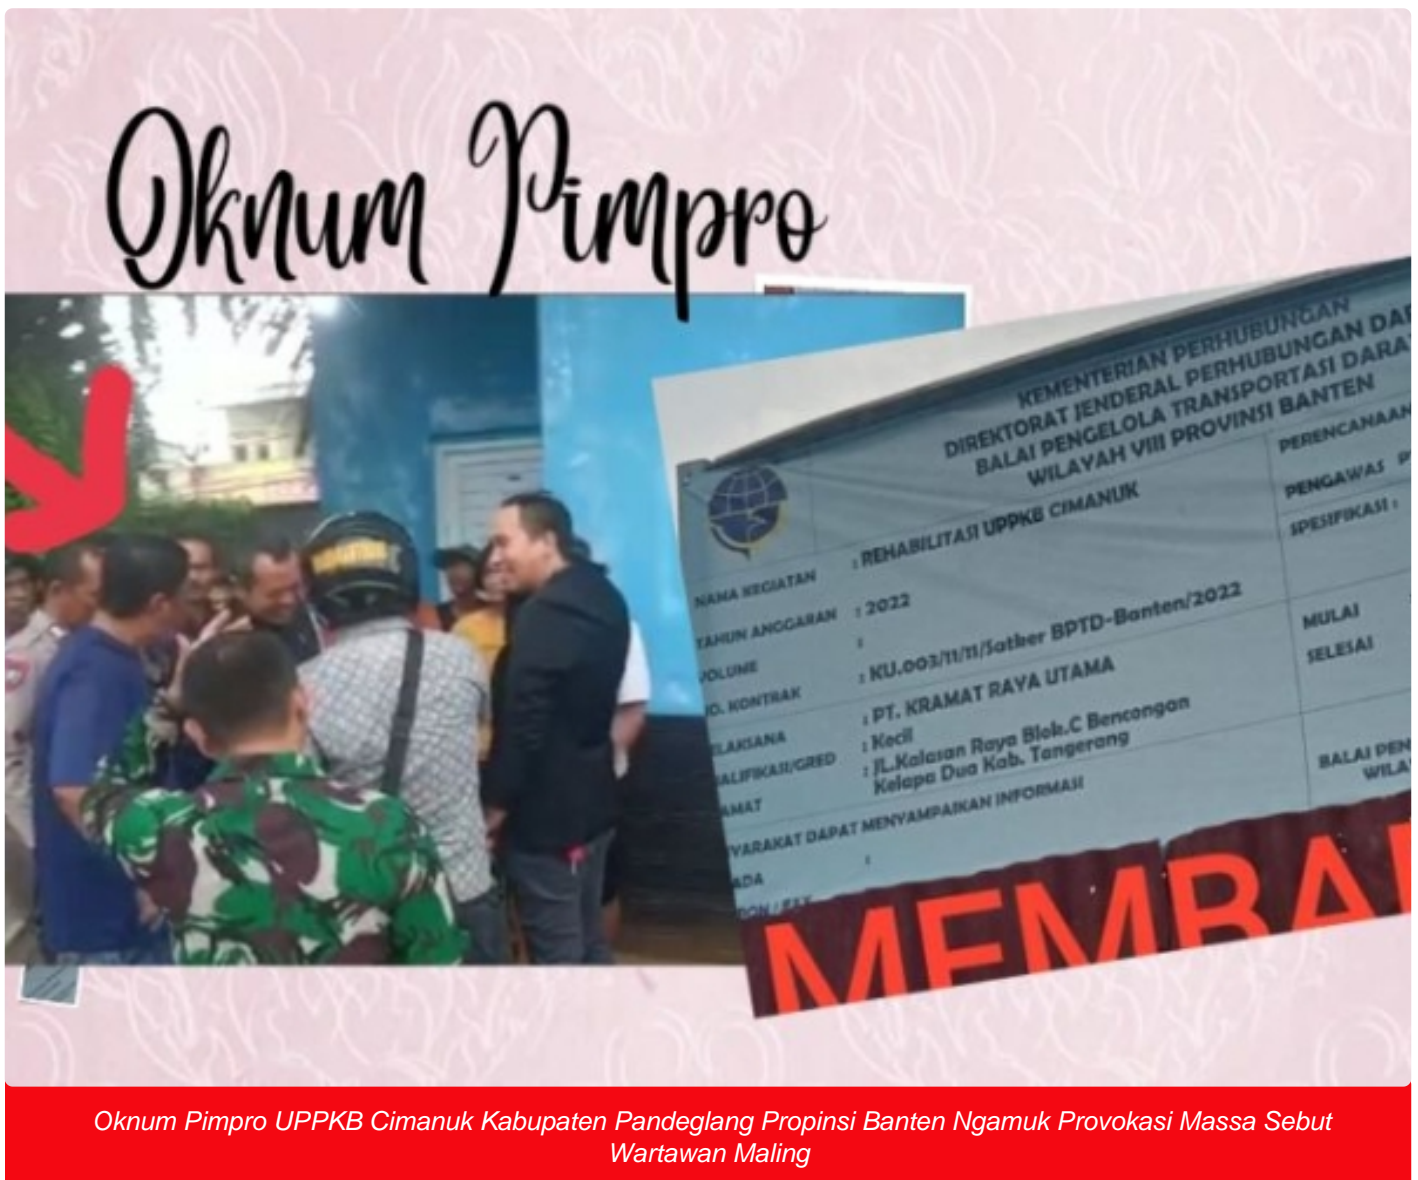 Oknum Pimpro
KEMENTERIAN PERHUBUNGAN
DIREKTORAT JENDERAL PERHUBUNGAN DAR
BALAI PENGELOLA TRANSPORTASI DARA
WILAYAH VIII PROVINSI BANTEN
NAMA KEGIATAN : REHABILITASI UPPKB CIMANUK
TAHUN ANGGARAN : 2022
VOLUME :
O. KONTRAK : KU.003/11/11/Satker BPTD-Banten/2022
ELAKSANA : PT. KRAMAT RAYA UTAMA
ALIFIKASI/GRED : Kecil
AMAT : JL.Kalasan Raya Blok.C Bencongan
Kelapa Dua Kab. Tangerang
YARAKAT DAPAT MENYAMPAIKAN INFORMASI
ADA :
PERENCANAAN
PENGAWAS P
SPESIFIKASI :
MULAI
SELESAI
BALAI PEN
WILA
MEMBA
Oknum Pimpro UPPKB Cimanuk Kabupaten Pandeglang Propinsi Banten Ngamuk Provokasi Massa Sebut
Wartawan Maling